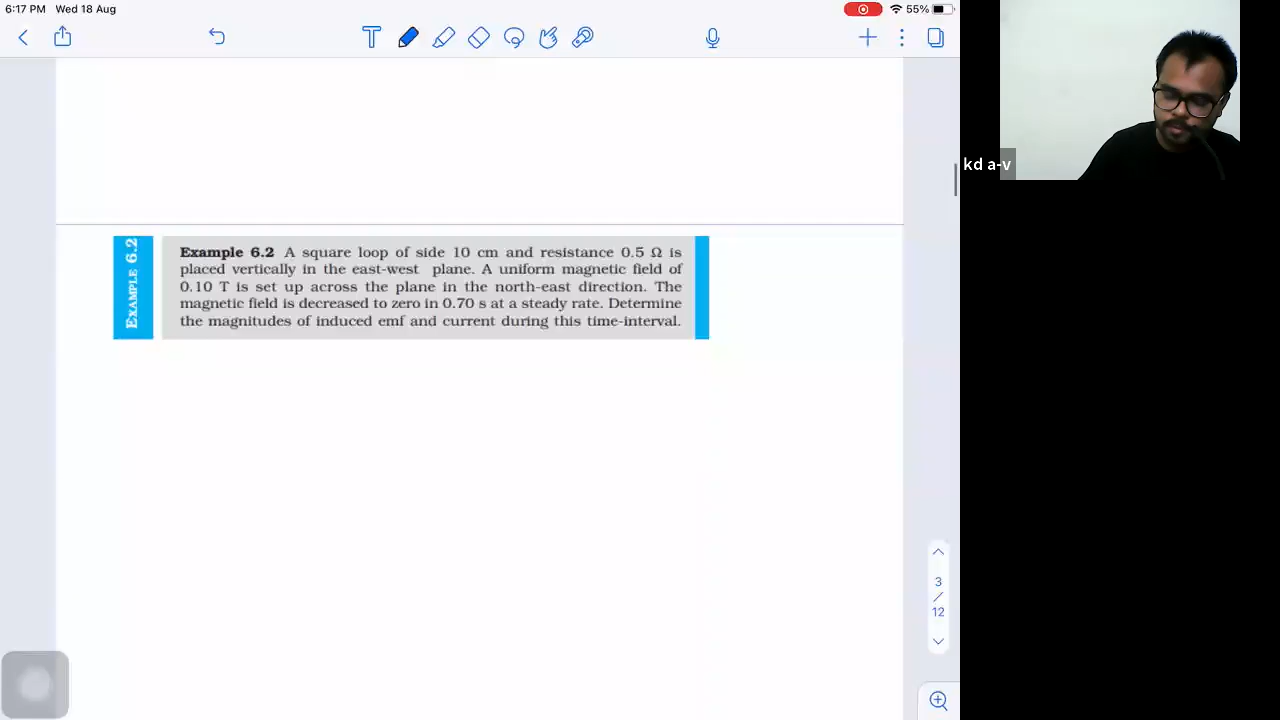 6:17 PM Wed 18 Aug
55%
T
kd a-v
EXAMPLE 6.2
Example 6.2 A square loop of side 10 cm and resistance 0.5 Ω is
placed vertically in the east-west plane. A uniform magnetic field of
0.10 T is set up across the plane in the north-east direction. The
magnetic field is decreased to zero in 0.70 s at a steady rate. Determine
the magnitudes of induced emf and current during this time-interval.
3
/
12